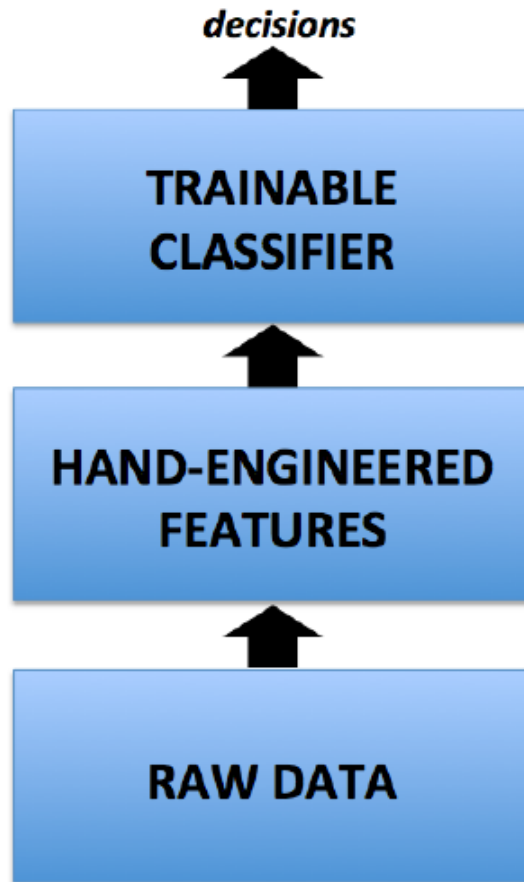 decisions
TRAINABLE
CLASSIFIER
HAND-ENGINEERED
FEATURES
RAW DATA